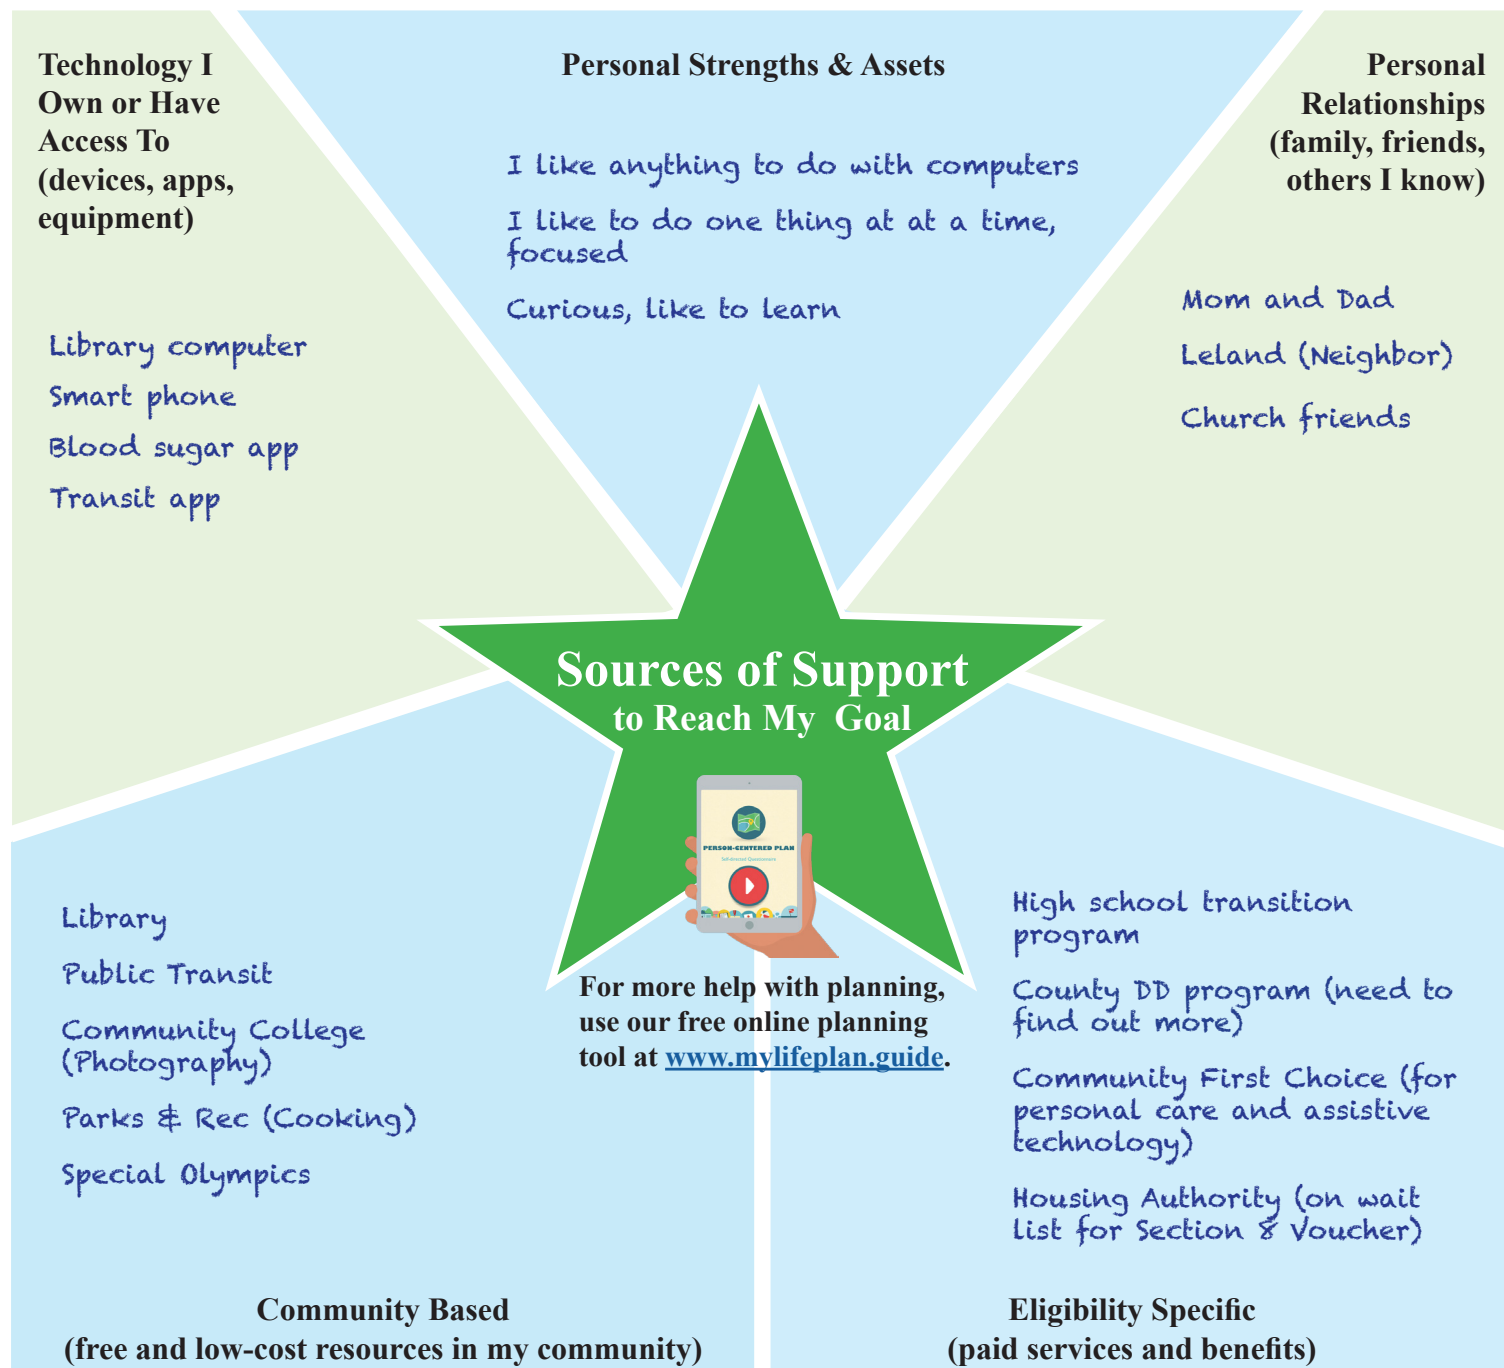 Technology I
Own or Have
Access To
(devices, apps,
equipment)
Library computer
Smart phone
Blood sugar app
Transit app
Personal Strengths & Assets
I like anything to do with computers
I like to do one thing at at a time,
focused
Curious, like to learn
Personal
Relationships
(family, friends,
others I know)
Mom and Dad
Leland (Neighbor)
Church friends
Sources of Support
to Reach My Goal
PERSON-CENTERED PLAN
Self-directed Questionnaire
For more help with planning,
use our free online planning
tool at www.mylifeplan.guide.
Library
Public Transit
Community College
(Photography)
Parks & Rec (Cooking)
Special Olympics
Community Based
(free and low-cost resources in my community)
High school transition
program
County DD program (need to
find out more)
Community First Choice (for
personal care and assistive
technology)
Housing Authority (on wait
list for Section 8 Voucher)
Eligibility Specific
(paid services and benefits)